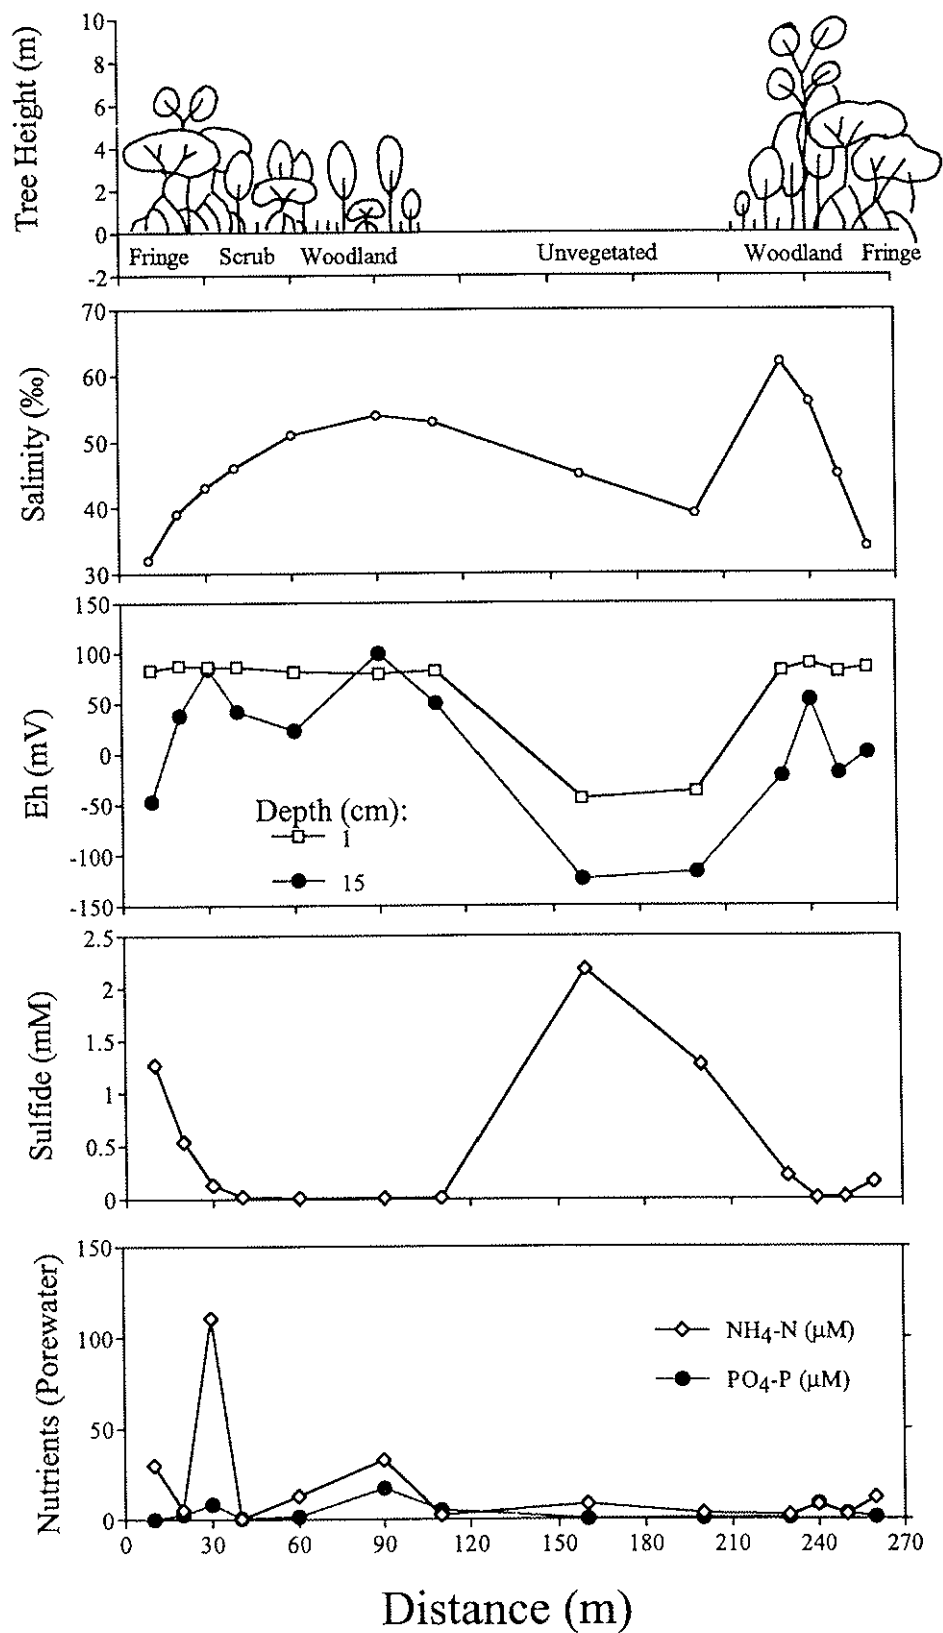 Tree Height (m)
10
8
6
4
2
0
-2
Fringe Scrub Woodland Unvegetated Woodland Fringe
Salinity (‰)
70
60
50
40
30
Eh (mV)
150
100
50
0
-50
-100
-150
Depth (cm):
1
15
Sulfide (mM)
2.5
2
1.5
1
0.5
0
Nutrients (Porewater)
150
100
50
0
NH4-N (µM)
PO4-P (µM)
0 30 60 90 120 150 180 210 240 270
Distance (m)